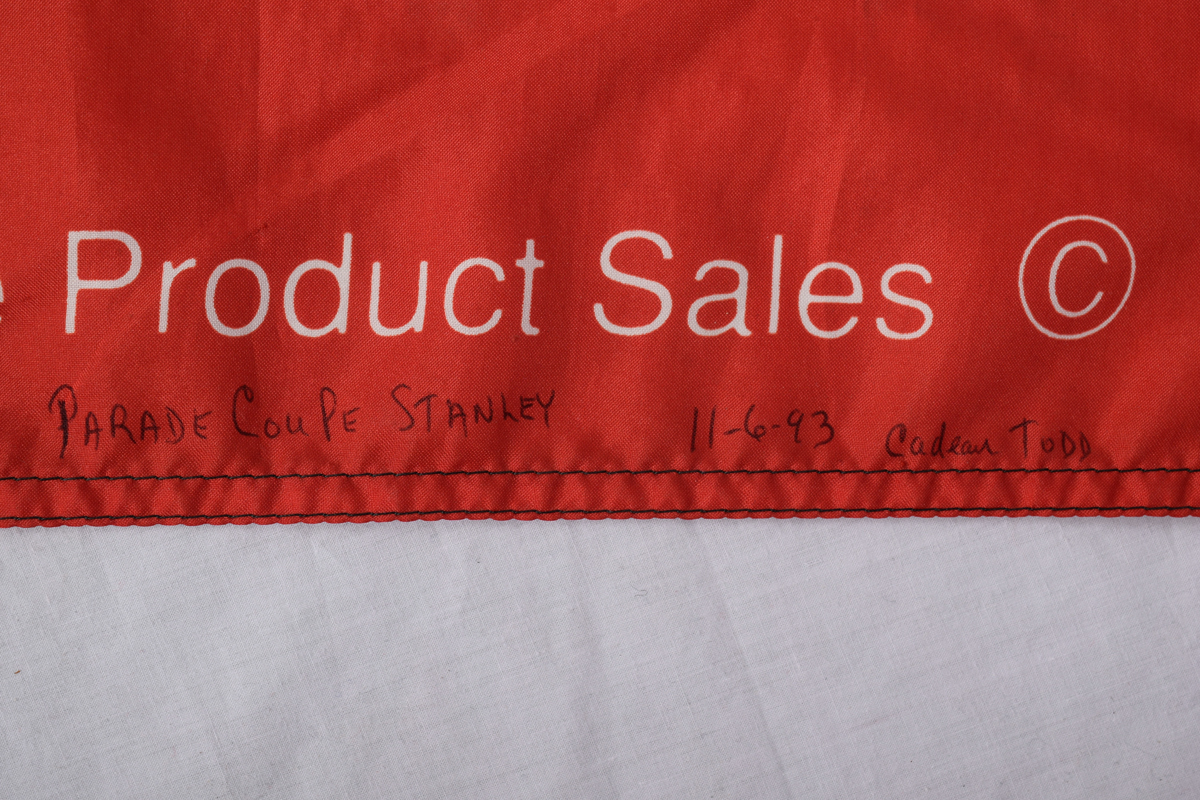 Product Sales ©
PARADE COUPE STANLEY 11-6-93 Cadeau TODD